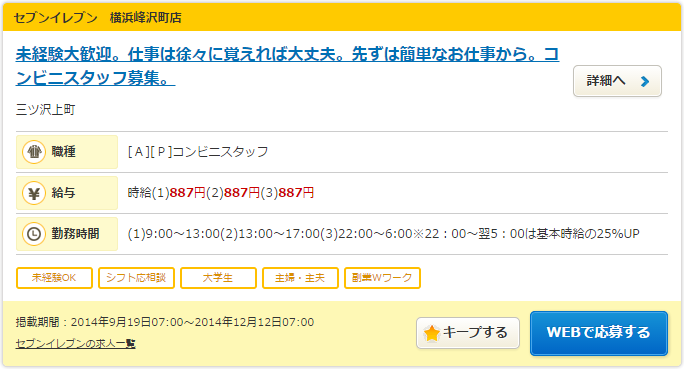 セブンイレブン　横浜峰沢町店
未経験大歓迎。仕事は徐々に覚えれば大丈夫。先ずは簡単なお仕事から。コ
ンビニスタッフ募集。
詳細へ
三ツ沢上町
職種 [Ａ][Ｐ]コンビニスタッフ
給与 時給(1)887円(2)887円(3)887円
勤務時間 (1)9:00～13:00(2)13:00～17:00(3)22:00～6:00※22：00～翌5：00は基本時給の25%UP
未経験OK シフト応相談 大学生 主婦・主夫 副業Wワーク
掲載期間：2014年9月19日07:00～2014年12月12日07:00
セブンイレブンの求人一覧
キープする
WEBで応募する